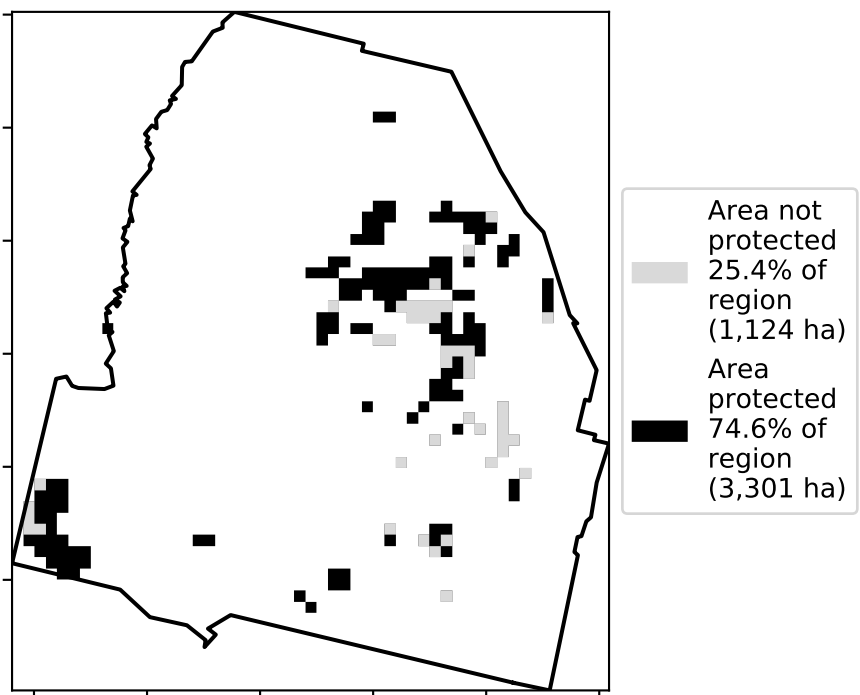 Area not
protected
25.4% of
region
(1,124 ha)
Area
protected
74.6% of
region
(3,301 ha)